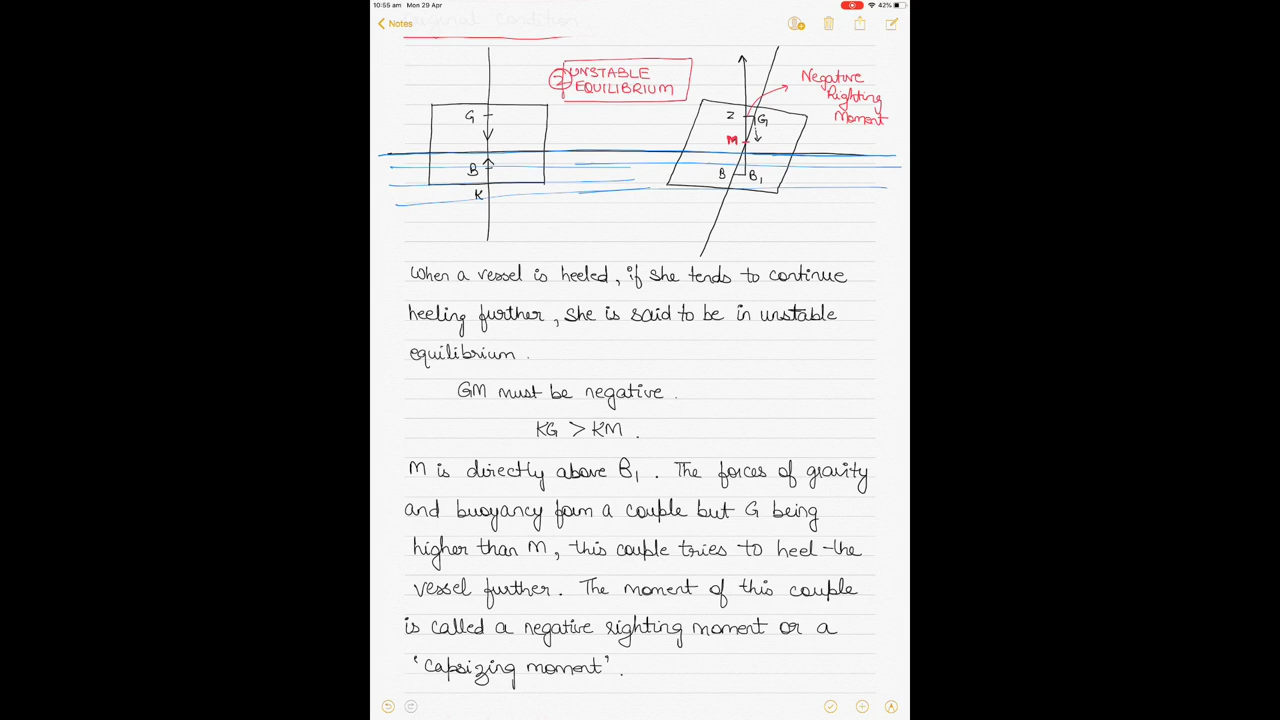 10:55 am Mon 29 Apr
42%
Notes
Condition
2 UNSTABLE
EQUILIBRIUM
Negative
Righting
Moment
G
B
K
Z G
M
B B1
When a vessel is heeled, if she tends to continue
heeling further, she is said to be in unstable
equilibrium.
GM must be negative.
KG > KM.
M is directly above B1. The forces of gravity
and buoyancy form a couple but G being
higher than M, this couple tries to heel the
vessel further. The moment of this couple
is called a negative righting moment or a
'capsizing moment'.